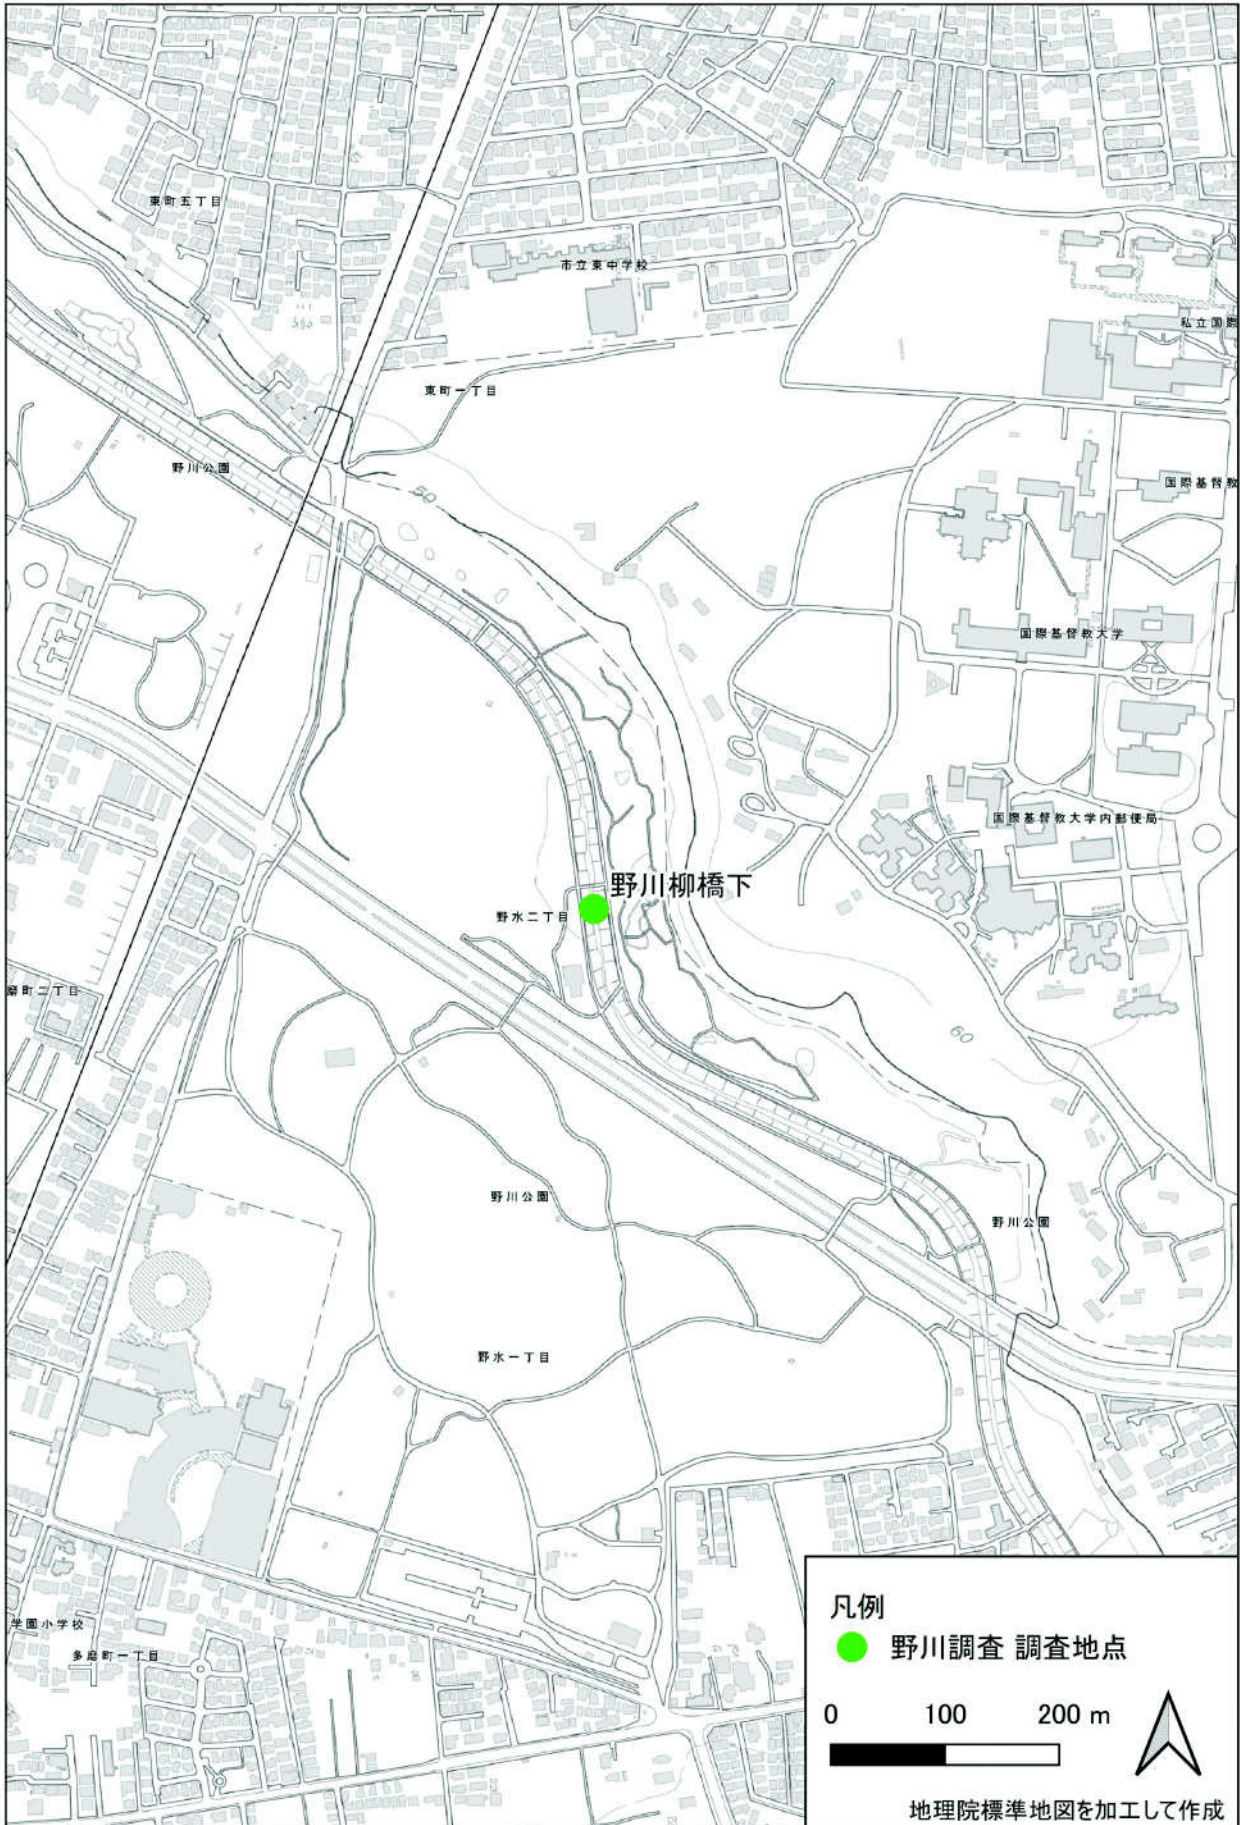 東町五丁目
市立東中学校
私立国際
東町一丁目
野川公園
国際基督教
50
国際基督教大学
国際基督教大学内郵便局
野川柳橋下
野水二丁目
磨町二丁目
60
野川公園
野川公園
野水一丁目
学園小学校
多磨町一丁目
凡例
野川調査 調査地点
0 100 200 m
地理院標準地図を加工して作成